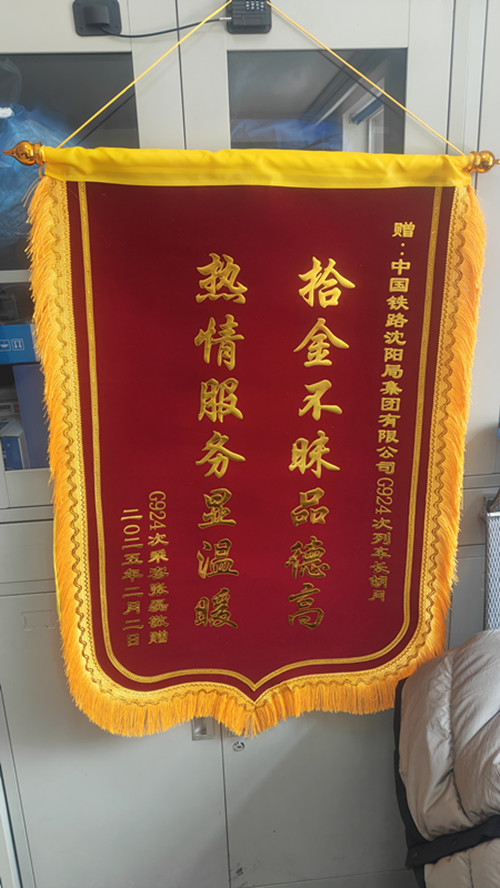 赠：中国铁路沈阳局集团有限公司G924次列车长胡月
拾金不昧品德高
热情服务显温暖
G924次乘客张磊敬赠
二〇二五年二月二日